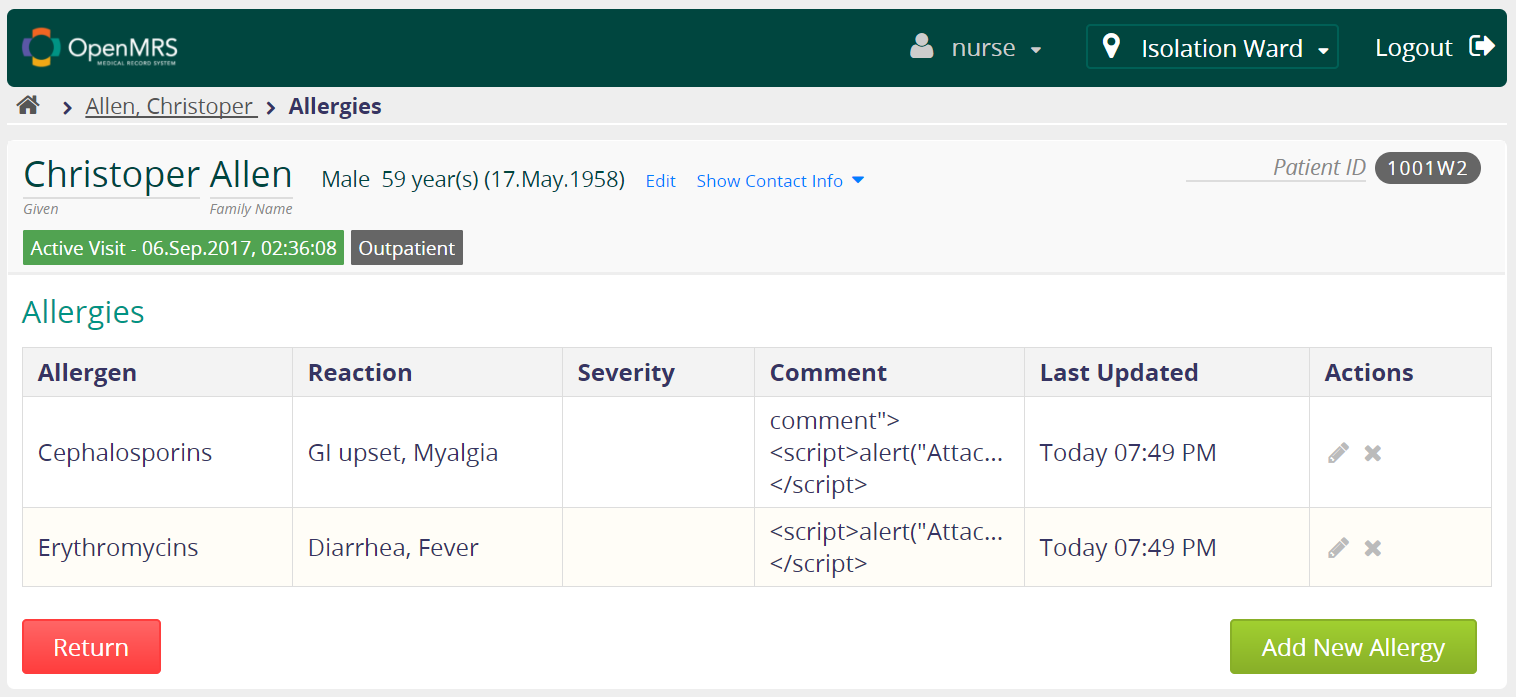 OpenMRS
MEDICAL RECORD SYSTEM
nurse
Isolation Ward
Logout
Allen, Christoper
Allergies
Christoper Allen
Given
Family Name
Male 59 year(s) (17.May.1958)
Edit
Show Contact Info
Patient ID
1001W2
Active Visit - 06.Sep.2017, 02:36:08
Outpatient
Allergies
Allergen Reaction Severity Comment Last Updated Actions
comment">
Cephalosporins GI upset, Myalgia <script>alert("Attac... Today 07:49 PM
</script>
<script>alert("Attac...
Erythromycins Diarrhea, Fever Today 07:49 PM
</script>
Return
Add New Allergy